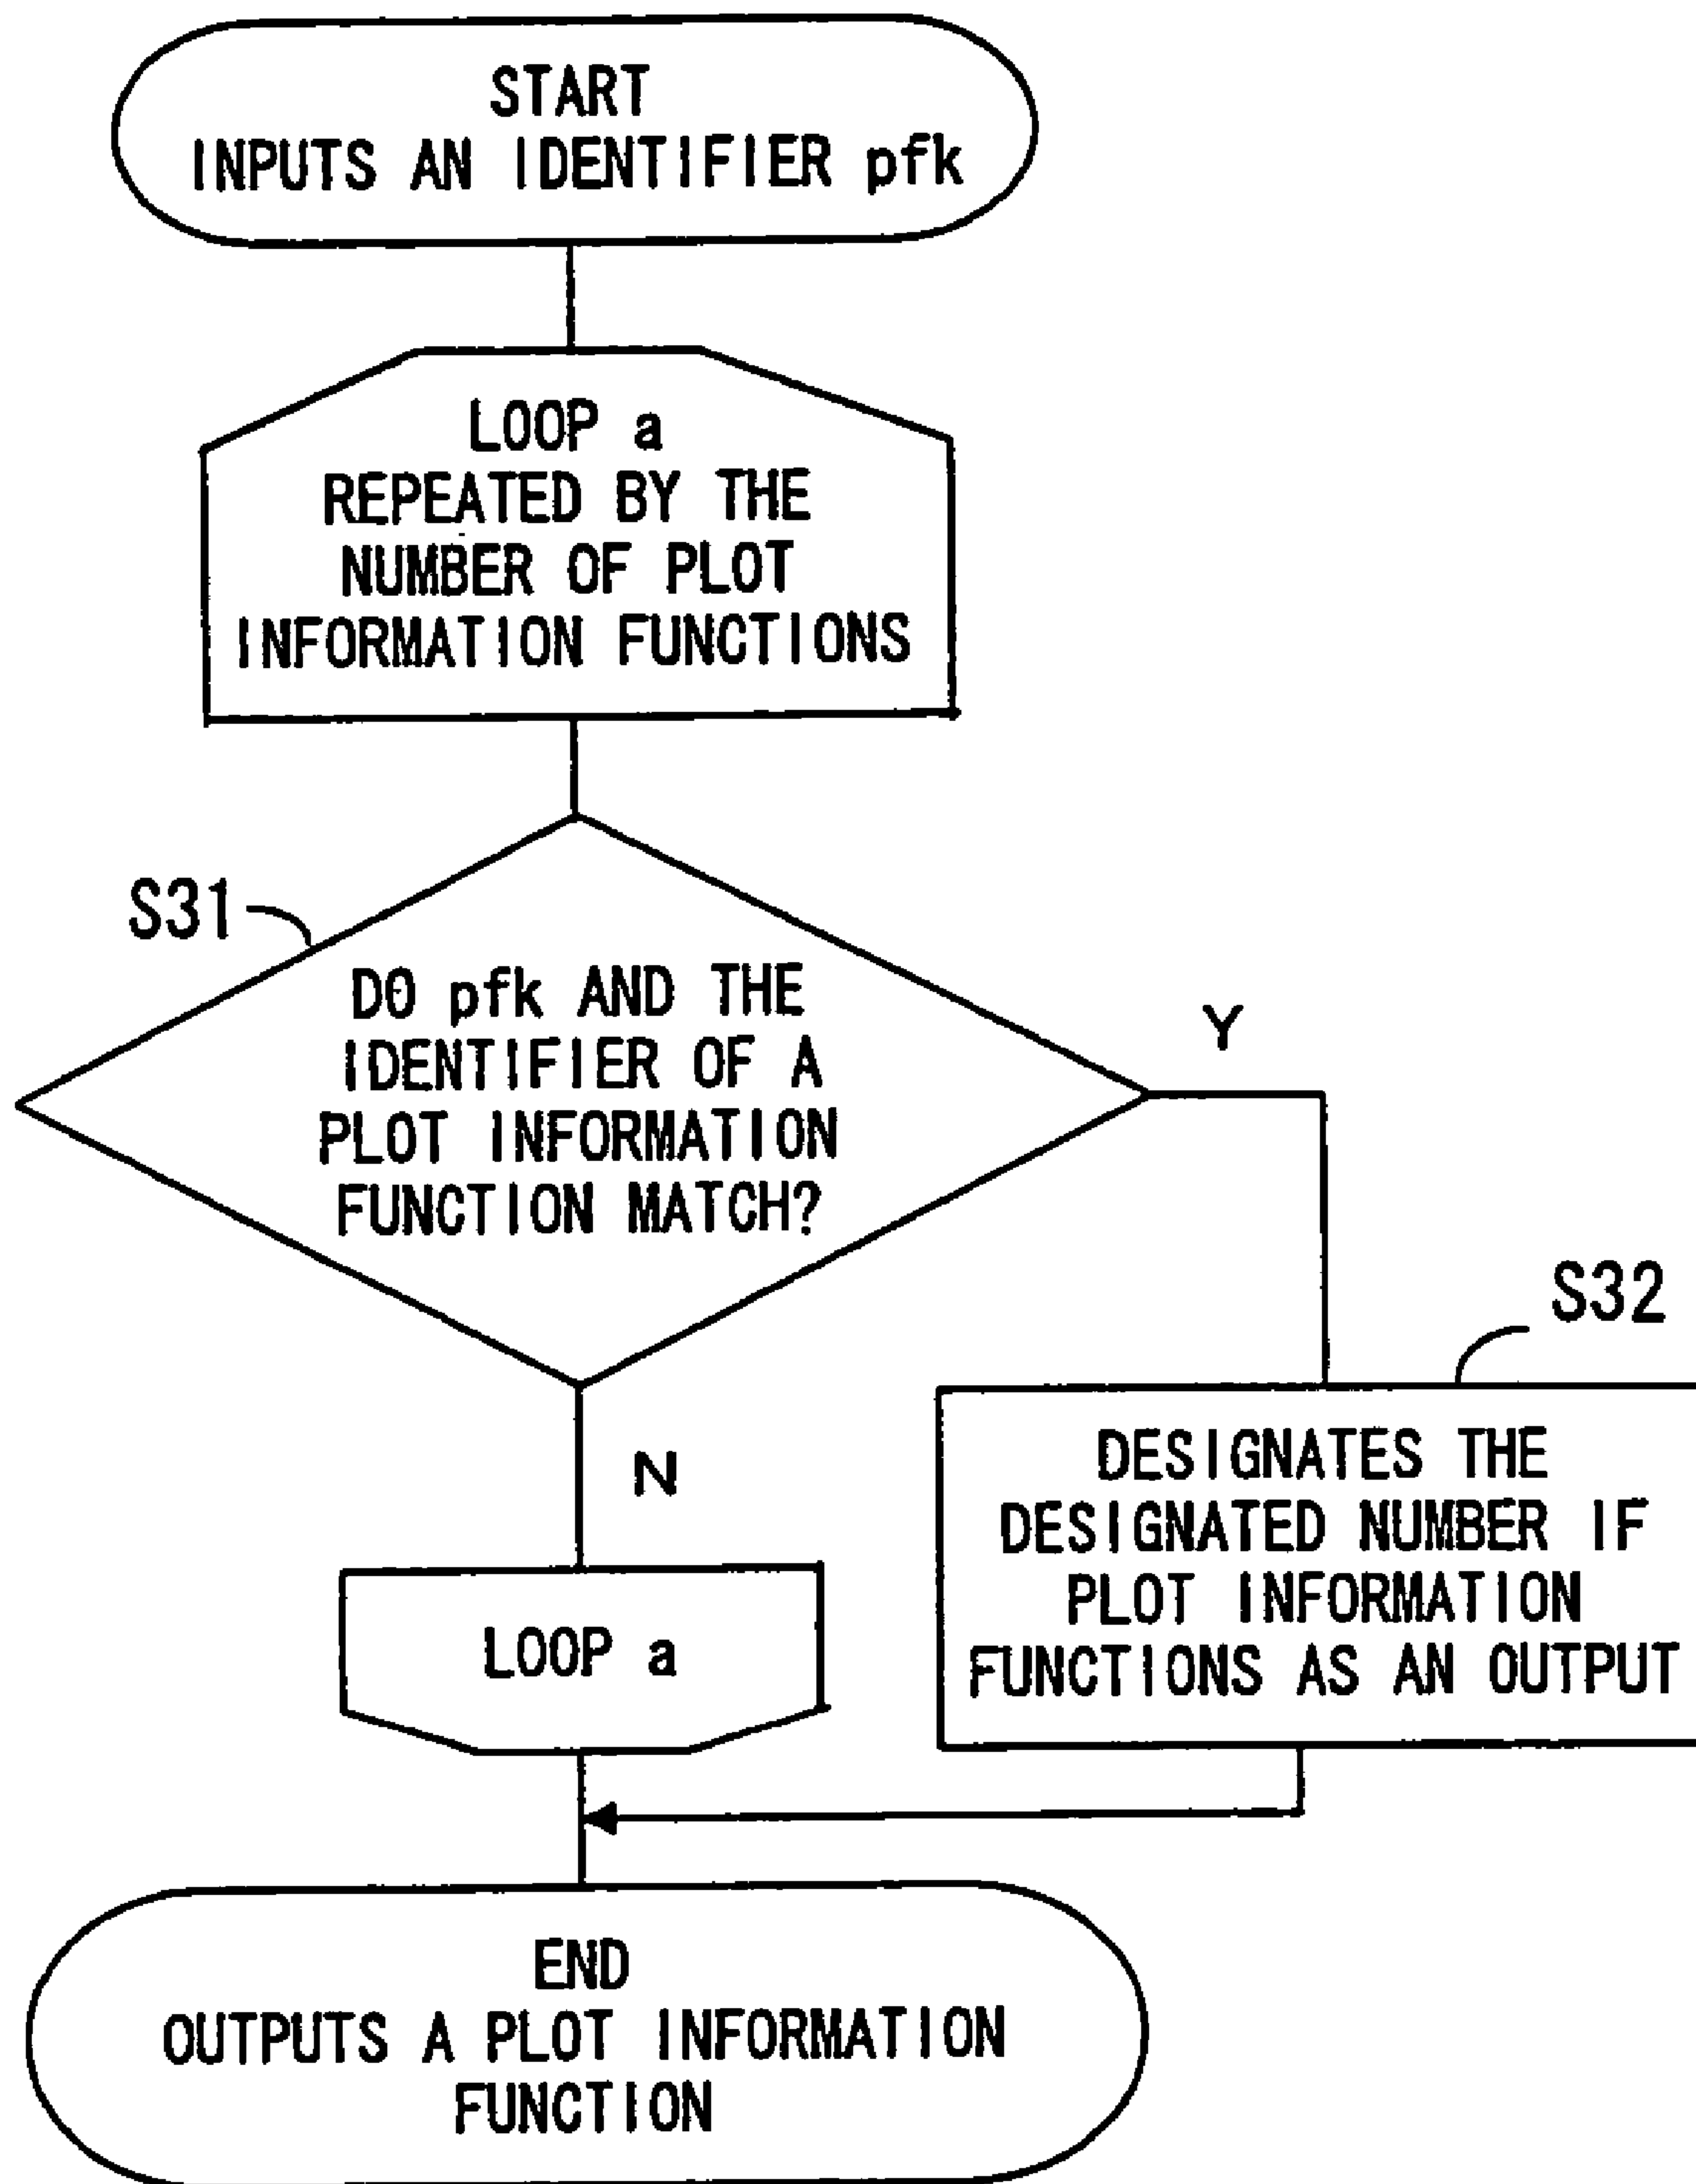 START
INPUTS AN IDENTIFIER pfk
LOOP a
REPEATED BY THE
NUMBER OF PLOT
INFORMATION FUNCTIONS
S31
DO pfk AND THE
IDENTIFIER OF A
PLOT INFORMATION
FUNCTION MATCH?
Y
S32
N
DESIGNATES THE
DESIGNATED NUMBER IF
PLOT INFORMATION
FUNCTIONS AS AN OUTPUT
LOOP a
END
OUTPUTS A PLOT INFORMATION
FUNCTION